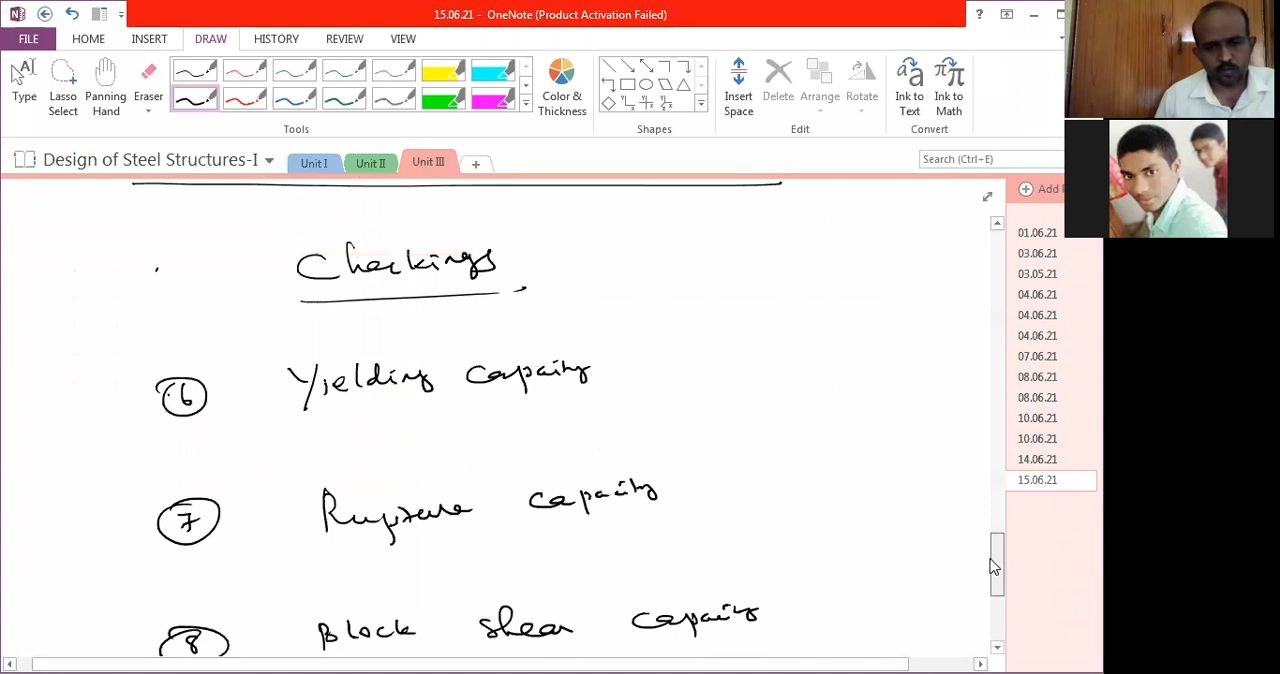 15.06.21 - OneNote (Product Activation Failed)
FILE HOME INSERT DRAW HISTORY REVIEW VIEW
Type Lasso Select Panning Hand Eraser Color & Thickness Insert Space Delete Arrange Rotate Ink to Text Ink to Math
Tools Shapes Edit Convert
Design of Steel Structures-I Unit I Unit II Unit III Search (Ctrl+E)
Add
01.06.21
03.06.21
03.05.21
04.06.21
04.06.21
04.06.21
07.06.21
08.06.21
08.06.21
10.06.21
10.06.21
14.06.21
15.06.21
Checkings
6 Yielding capacity
7 Rupture capacity
8 Block shear capacity